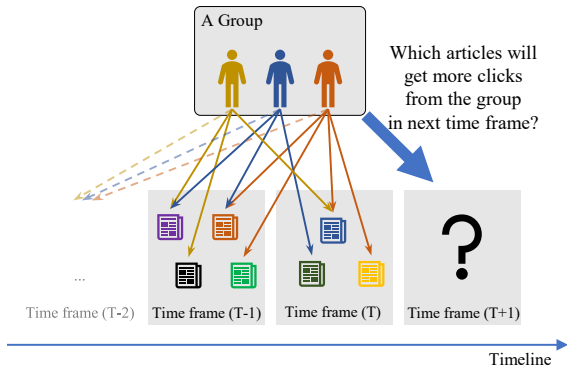 A Group
Which articles will
get more clicks
from the group
in next time frame?
...
?
Time frame (T-2)
Time frame (T-1)
Time frame (T)
Time frame (T+1)
Timeline